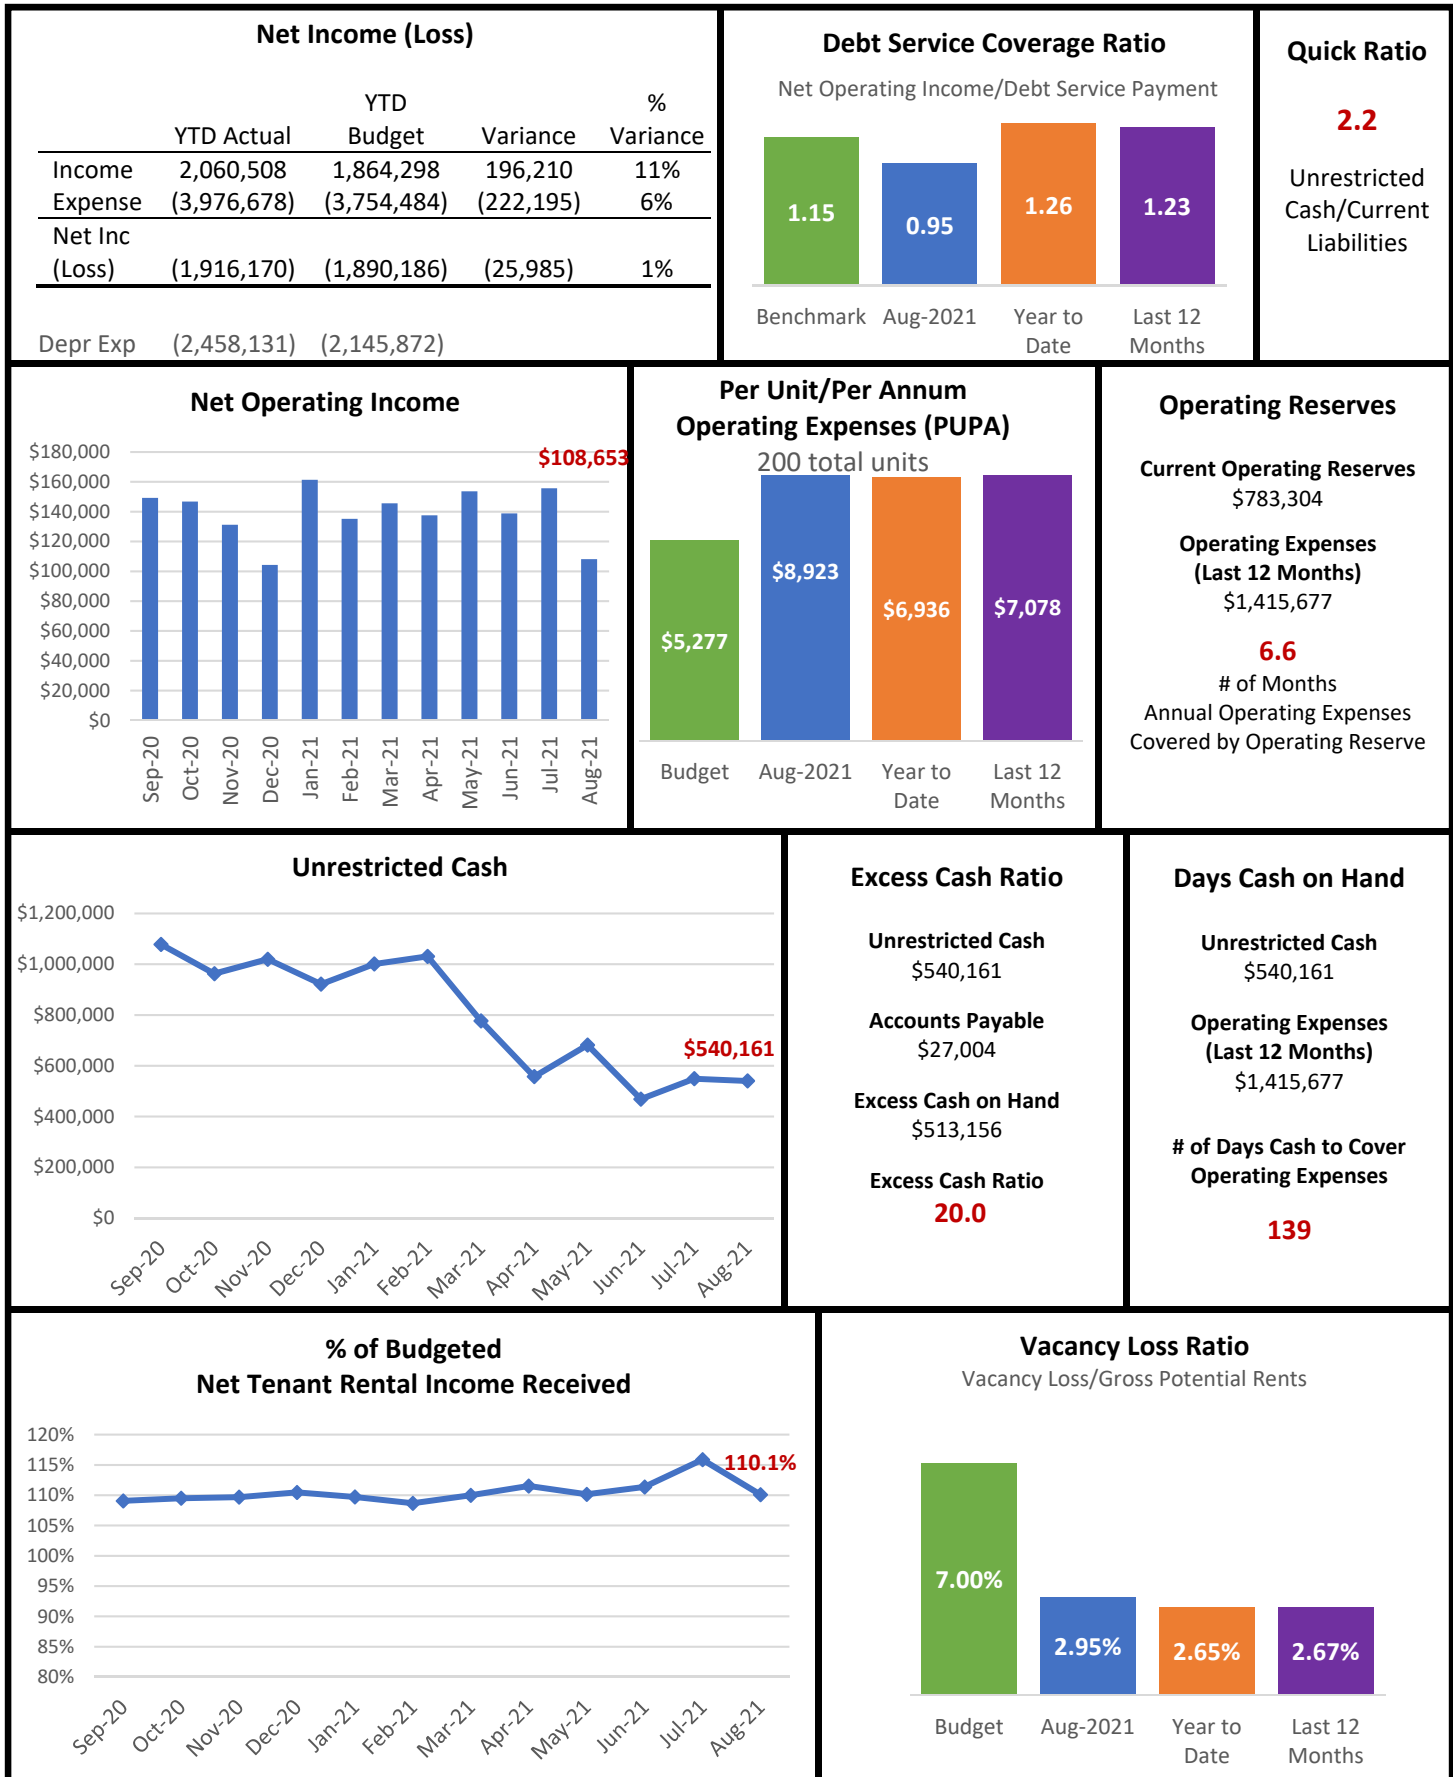 Net Income (Loss)
YTD %
YTD Actual Budget Variance Variance
Income 2,060,508 1,864,298 196,210 11%
Expense (3,976,678) (3,754,484) (222,195) 6%
Net Inc
(Loss) (1,916,170) (1,890,186) (25,985) 1%
Depr Exp (2,458,131) (2,145,872)
Debt Service Coverage Ratio
Net Operating Income/Debt Service Payment
1.15 0.95 1.26 1.23
Benchmark Aug-2021 Year to Last 12
Date Months
Quick Ratio
2.2
Unrestricted
Cash/Current
Liabilities
Net Operating Income
$180,000
$160,000
$140,000
$120,000
$100,000
$80,000
$60,000
$40,000
$20,000
$0
$108,653
Sep-20 Oct-20 Nov-20 Dec-20 Jan-21 Feb-21 Mar-21 Apr-21 May-21 Jun-21 Jul-21 Aug-21
Per Unit/Per Annum
Operating Expenses (PUPA)
200 total units
$5,277 $8,923 $6,936 $7,078
Budget Aug-2021 Year to Last 12
Date Months
Operating Reserves
Current Operating Reserves
$783,304
Operating Expenses
(Last 12 Months)
$1,415,677
6.6
# of Months
Annual Operating Expenses
Covered by Operating Reserve
Unrestricted Cash
$1,200,000
$1,000,000
$800,000
$600,000
$400,000
$200,000
$0
$540,161
Sep-20 Oct-20 Nov-20 Dec-20 Jan-21 Feb-21 Mar-21 Apr-21 May-21 Jun-21 Jul-21 Aug-21
Excess Cash Ratio
Unrestricted Cash
$540,161
Accounts Payable
$27,004
Excess Cash on Hand
$513,156
Excess Cash Ratio
20.0
Days Cash on Hand
Unrestricted Cash
$540,161
Operating Expenses
(Last 12 Months)
$1,415,677
# of Days Cash to Cover
Operating Expenses
139
% of Budgeted
Net Tenant Rental Income Received
120%
115%
110%
105%
100%
95%
90%
85%
80%
110.1%
Sep-20 Oct-20 Nov-20 Dec-20 Jan-21 Feb-21 Mar-21 Apr-21 May-21 Jun-21 Jul-21 Aug-21
Vacancy Loss Ratio
Vacancy Loss/Gross Potential Rents
7.00% 2.95% 2.65% 2.67%
Budget Aug-2021 Year to Last 12
Date Months